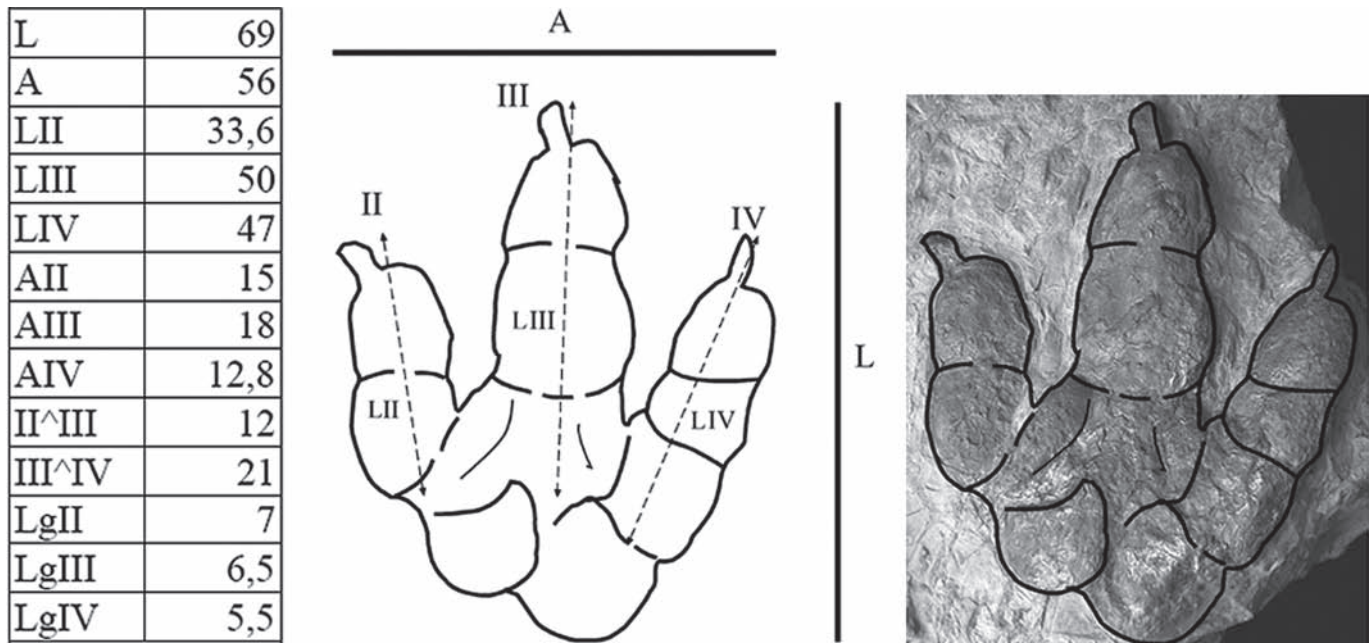 L 69
A 56
LII 33,6
LIII 50
LIV 47
AII 15
AIII 18
AIV 12,8
II^III 12
III^IV 21
LgII 7
LgIII 6,5
LgIV 5,5
A
III
II
IV
LIII
L
LII
LIV